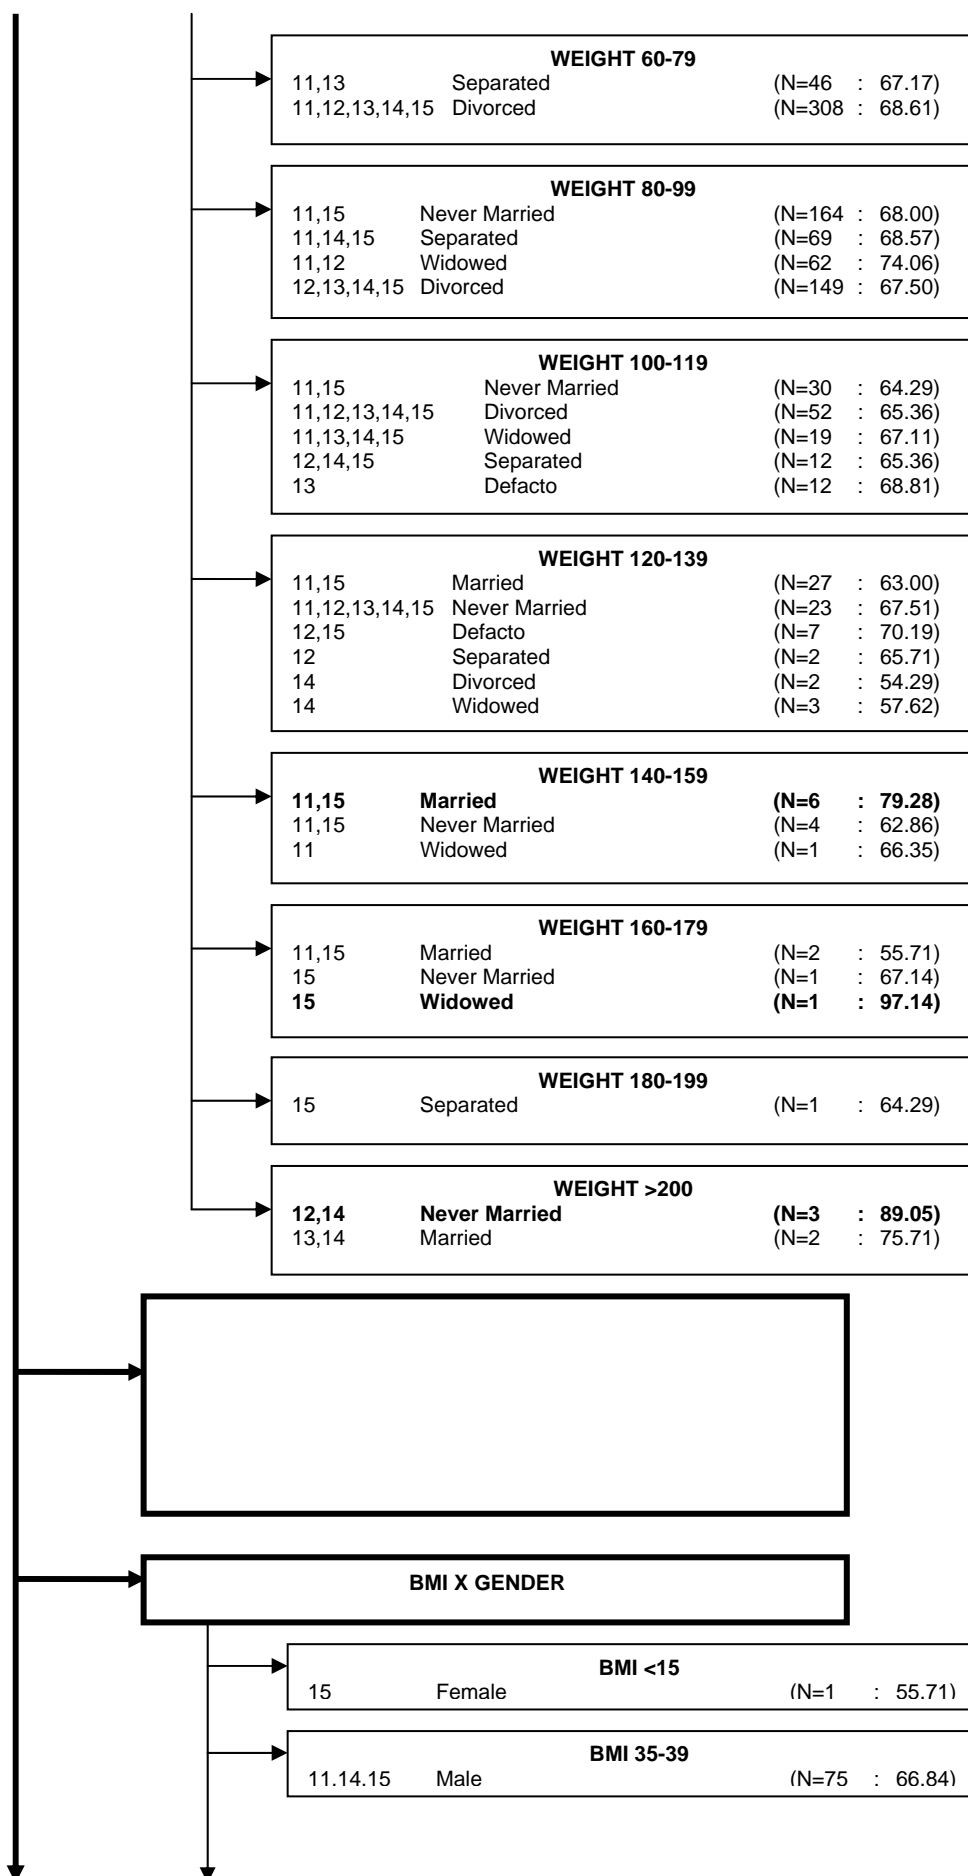 WEIGHT 60-79
11,13 Separated (N=46 : 67.17)
11,12,13,14,15 Divorced (N=308 : 68.61)
WEIGHT 80-99
11,15 Never Married (N=164 : 68.00)
11,14,15 Separated (N=69 : 68.57)
11,12 Widowed (N=62 : 74.06)
12,13,14,15 Divorced (N=149 : 67.50)
WEIGHT 100-119
11,15 Never Married (N=30 : 64.29)
11,12,13,14,15 Divorced (N=52 : 65.36)
11,13,14,15 Widowed (N=19 : 67.11)
12,14,15 Separated (N=12 : 65.36)
13 Defacto (N=12 : 68.81)
WEIGHT 120-139
11,15 Married (N=27 : 63.00)
11,12,13,14,15 Never Married (N=23 : 67.51)
12,15 Defacto (N=7 : 70.19)
12 Separated (N=2 : 65.71)
14 Divorced (N=2 : 54.29)
14 Widowed (N=3 : 57.62)
WEIGHT 140-159
11,15 Married (N=6 : 79.28)
11,15 Never Married (N=4 : 62.86)
11 Widowed (N=1 : 66.35)
WEIGHT 160-179
11,15 Married (N=2 : 55.71)
15 Never Married (N=1 : 67.14)
15 Widowed (N=1 : 97.14)
WEIGHT 180-199
15 Separated (N=1 : 64.29)
WEIGHT >200
12,14 Never Married (N=3 : 89.05)
13,14 Married (N=2 : 75.71)
BMI X GENDER
BMI <15
15 Female (N=1 : 55.71)
BMI 35-39
11.14.15 Male (N=75 : 66.84)